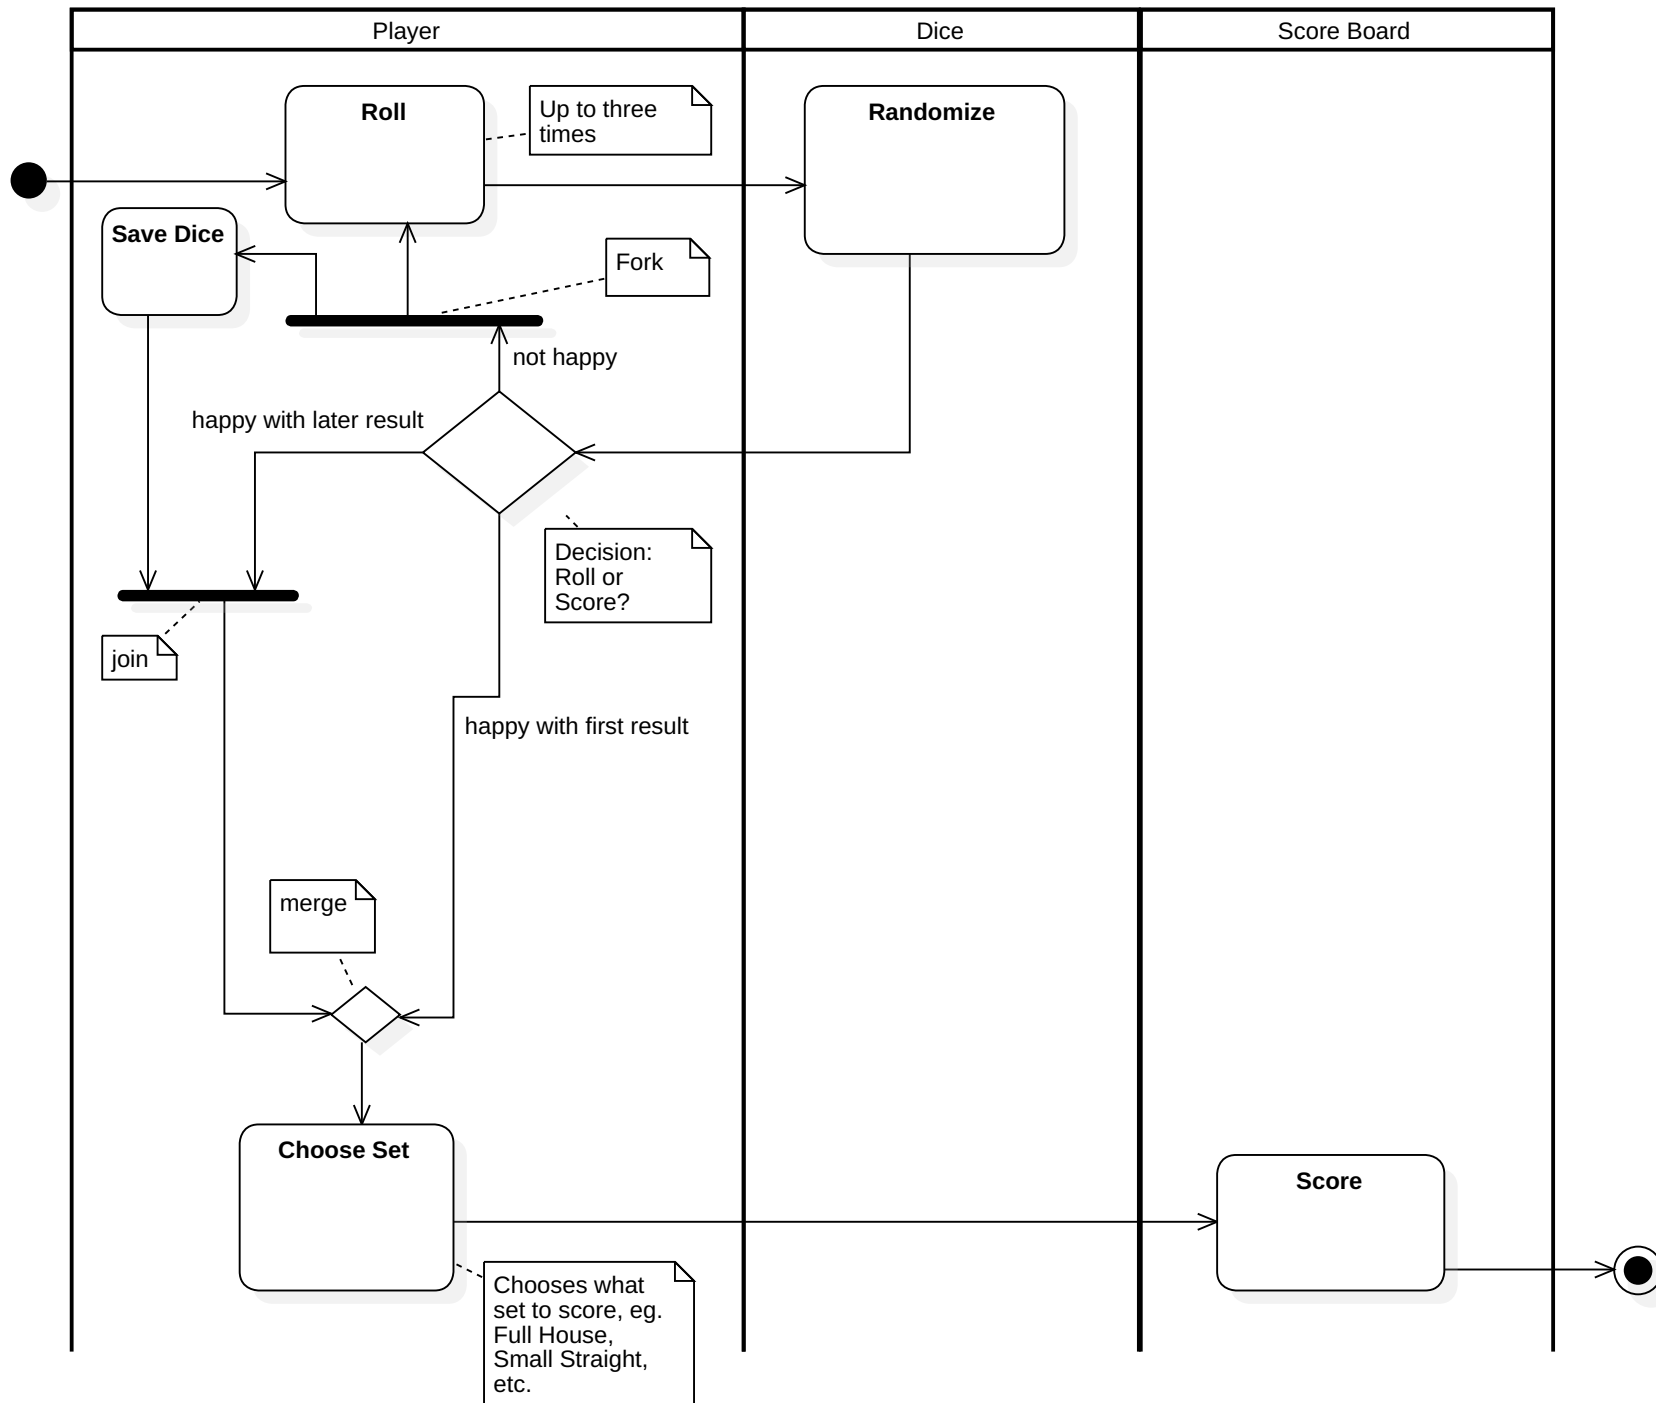 Player
Dice
Score Board
Roll
Up to three
times
Randomize
Save Dice
Fork
not happy
happy with later result
Decision:
Roll or
Score?
join
happy with first result
merge
Choose Set
Score
Chooses what
set to score, eg.
Full House,
Small Straight,
etc.